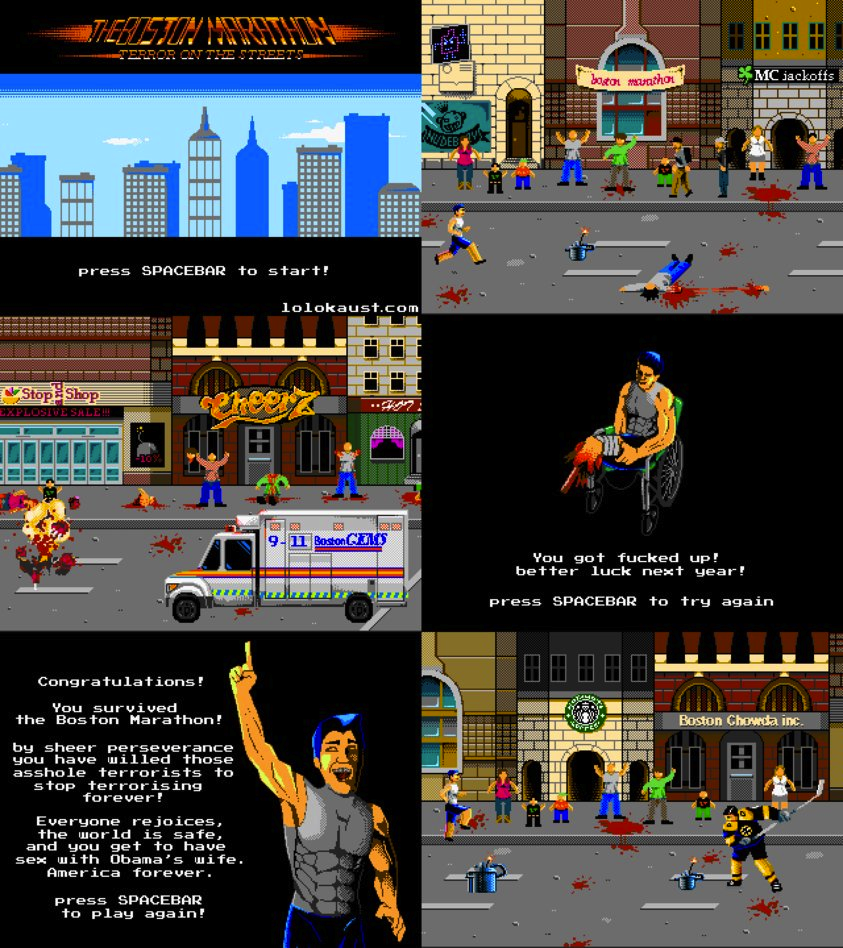 THE BOSTON MARATHON
TERROR ON THE STREETS
press SPACEBAR to start!
lolokaust.com
boston marathon
MC jackoffs
Stop and Shop
EXPLOSIVE SALE!!!
-10%
cheerz
9-11 Boston GEMS
You got fucked up!
better luck next year!
press SPACEBAR to try again
Congratulations!
You survived
the Boston Marathon!
by sheer perseverance
you have willed those
asshole terrorists to
stop terrorising
forever!
Everyone rejoices,
the world is safe,
and you get to have
sex with Obama's wife.
America forever.
press SPACEBAR
to play again!
Boston Chowda inc.